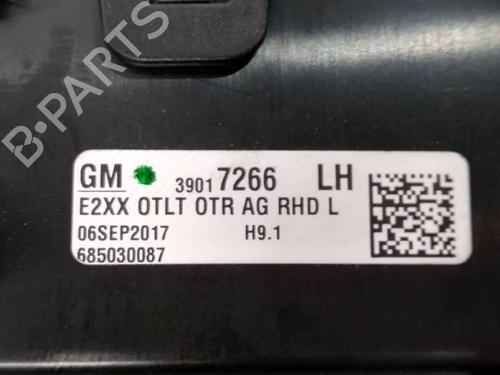 B-PARTS
GM 39017266 LH
E2XX OTLT OTR AG RHD L
06SEP2017 H9.1
685030087